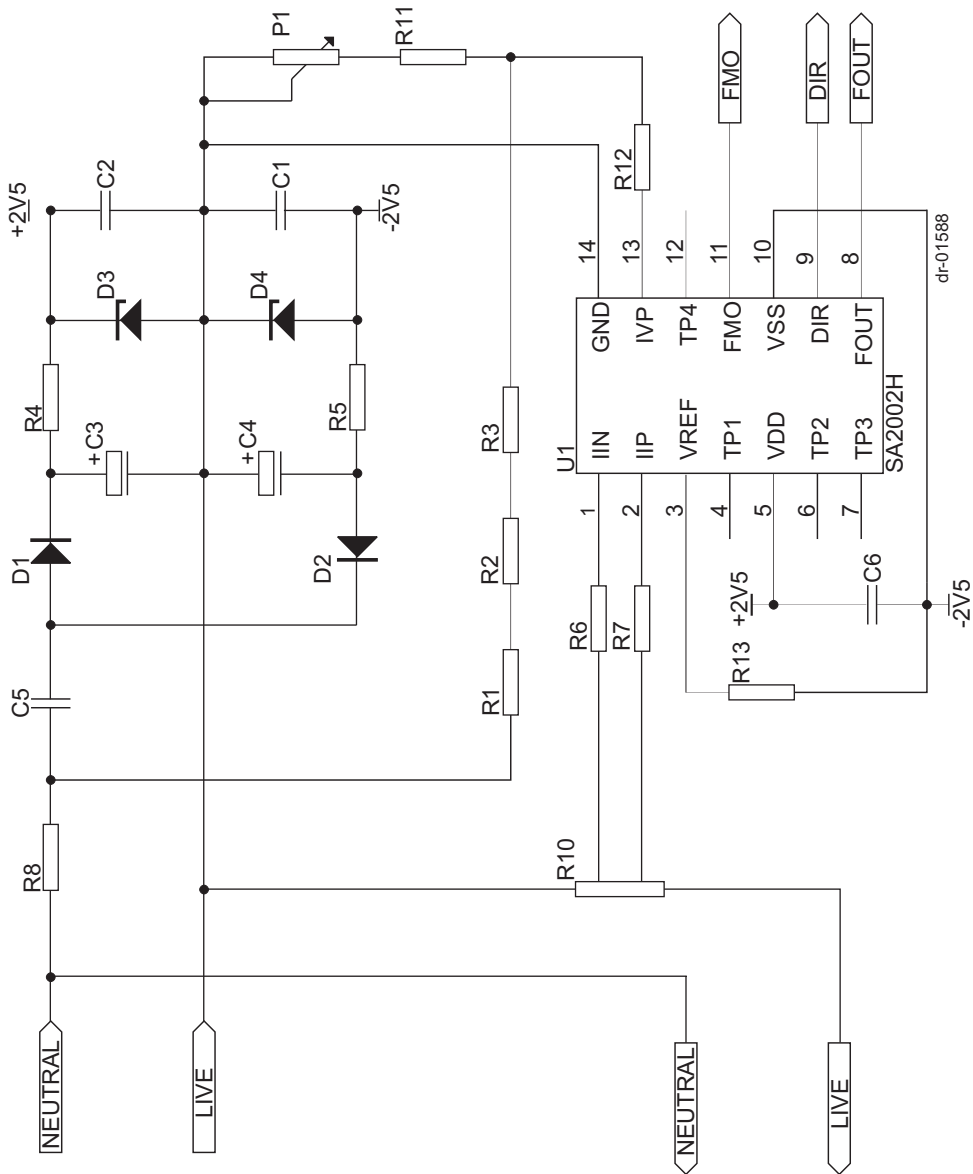 NEUTRAL
LIVE
R8
C5
D1
D2
+C3
+C4
R4
R5
D3
D4
+2V5
C2
C1
-2V5
P1
R11
R1
R2
R3
R12
R10
R6
R7
U1
1
2
3
4
5
6
7
IIN
IIP
VREF
TP1
VDD
TP2
TP3
GND
IVP
TP4
FMO
VSS
DIR
FOUT
SA2002H
14
13
12
11
10
9
8
R13
+2V5
C6
-2V5
FMO
DIR
FOUT
NEUTRAL
LIVE
dr-01588